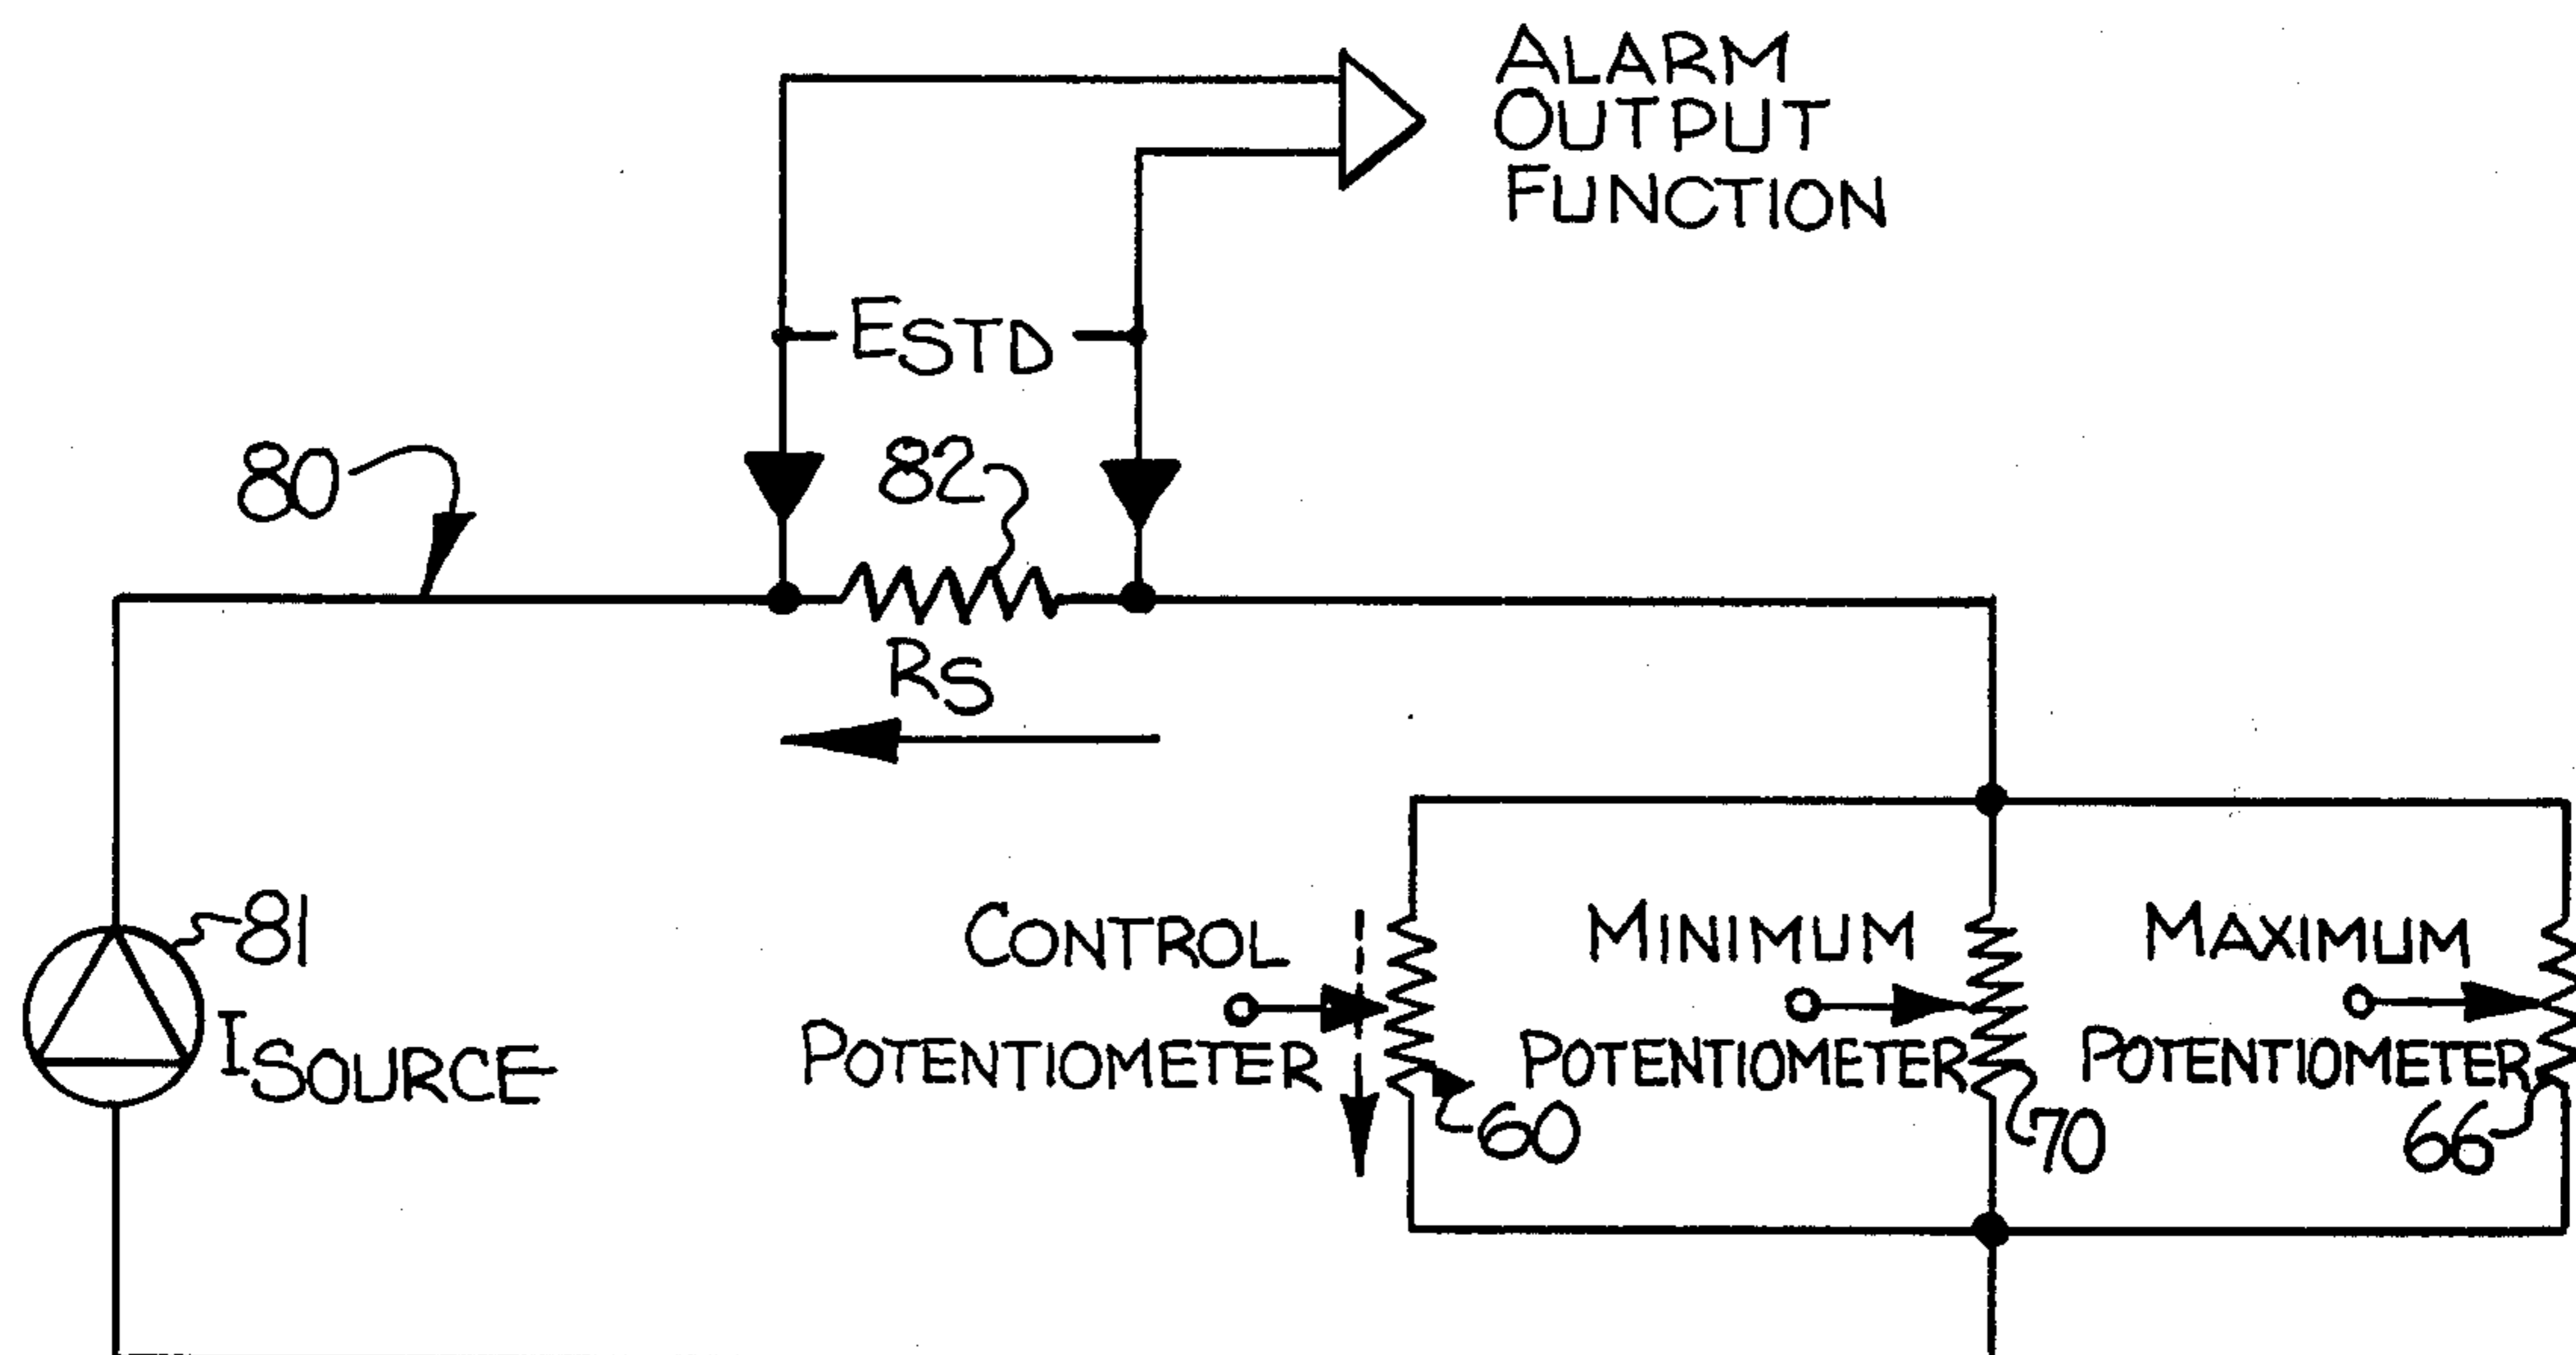 ALARM
OUTPUT
FUNCTION
ESTD
80
82
RS
81
ISOURCE
CONTROL
POTENTIOMETER
60
MINIMUM
POTENTIOMETER
70
MAXIMUM
POTENTIOMETER
66